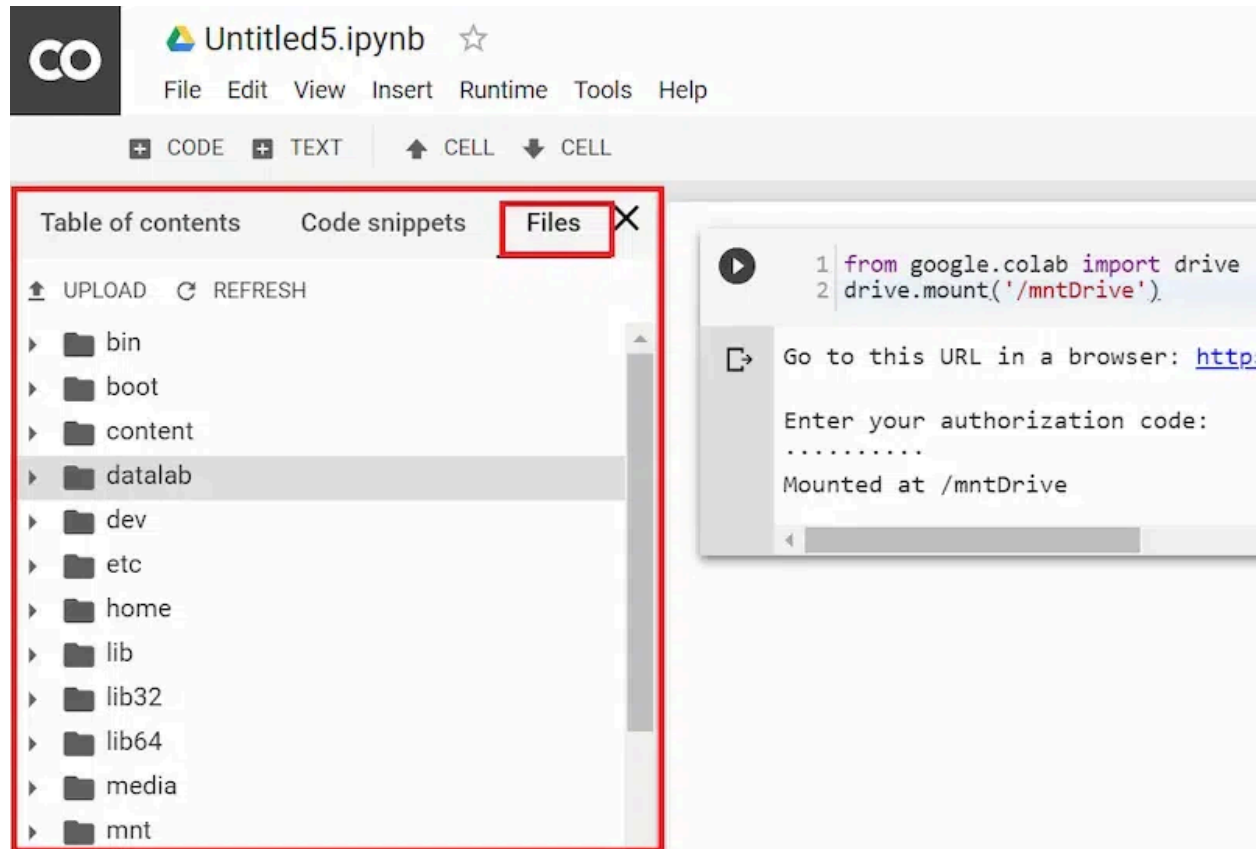 CO
Untitled5.ipynb
File Edit View Insert Runtime Tools Help
CODE TEXT CELL CELL
Table of contents Code snippets Files
UPLOAD REFRESH
bin
boot
content
datalab
dev
etc
home
lib
lib32
lib64
media
mnt
1 from google.colab import drive
2 drive.mount('/mntDrive')
Go to this URL in a browser: http
Enter your authorization code:
··········
Mounted at /mntDrive